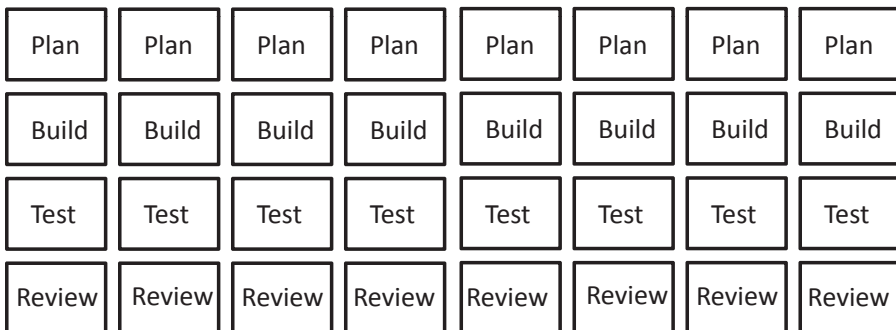 Plan Plan Plan Plan Plan Plan Plan Plan
Build Build Build Build Build Build Build Build
Test Test Test Test Test Test Test Test
Review Review Review Review Review Review Review Review